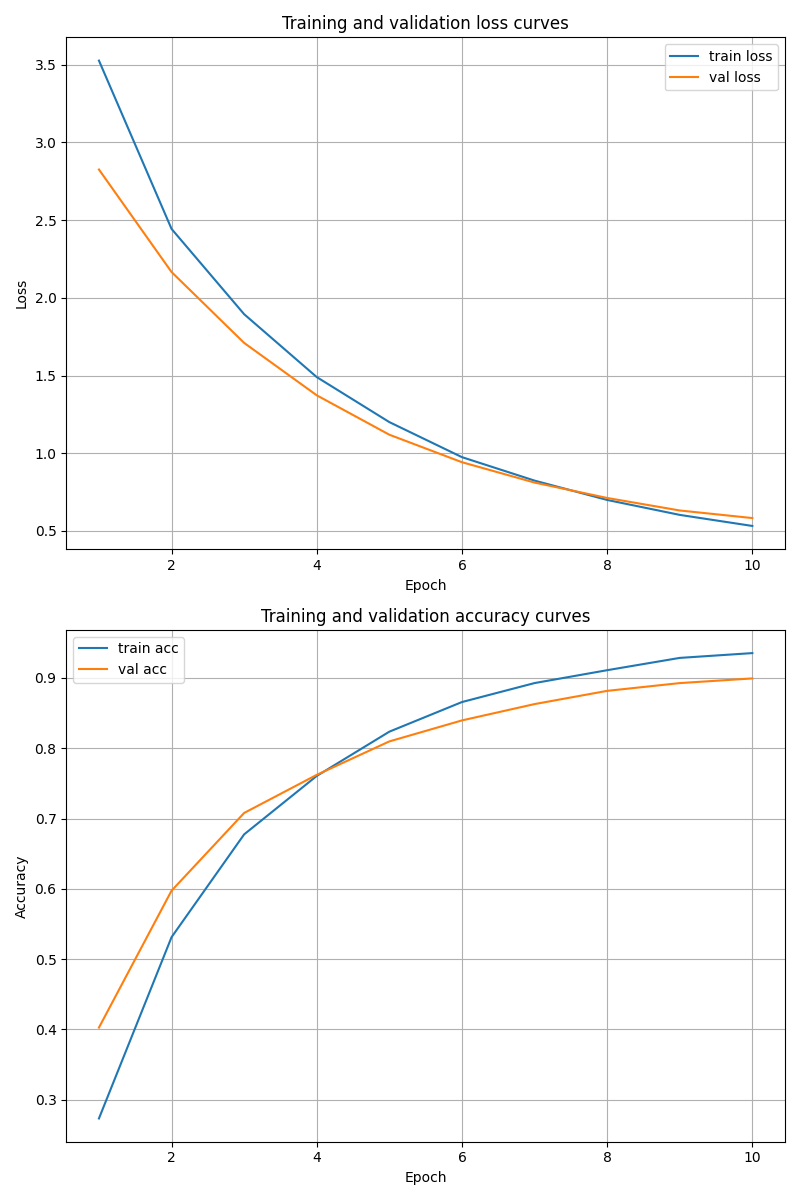 Training and validation loss curves
train loss
val loss
3.5
3.0
2.5
2.0
1.5
1.0
0.5
Loss
2 4 6 8 10
Epoch
Training and validation accuracy curves
train acc
val acc
0.9
0.8
0.7
0.6
0.5
0.4
0.3
Accuracy
2 4 6 8 10
Epoch